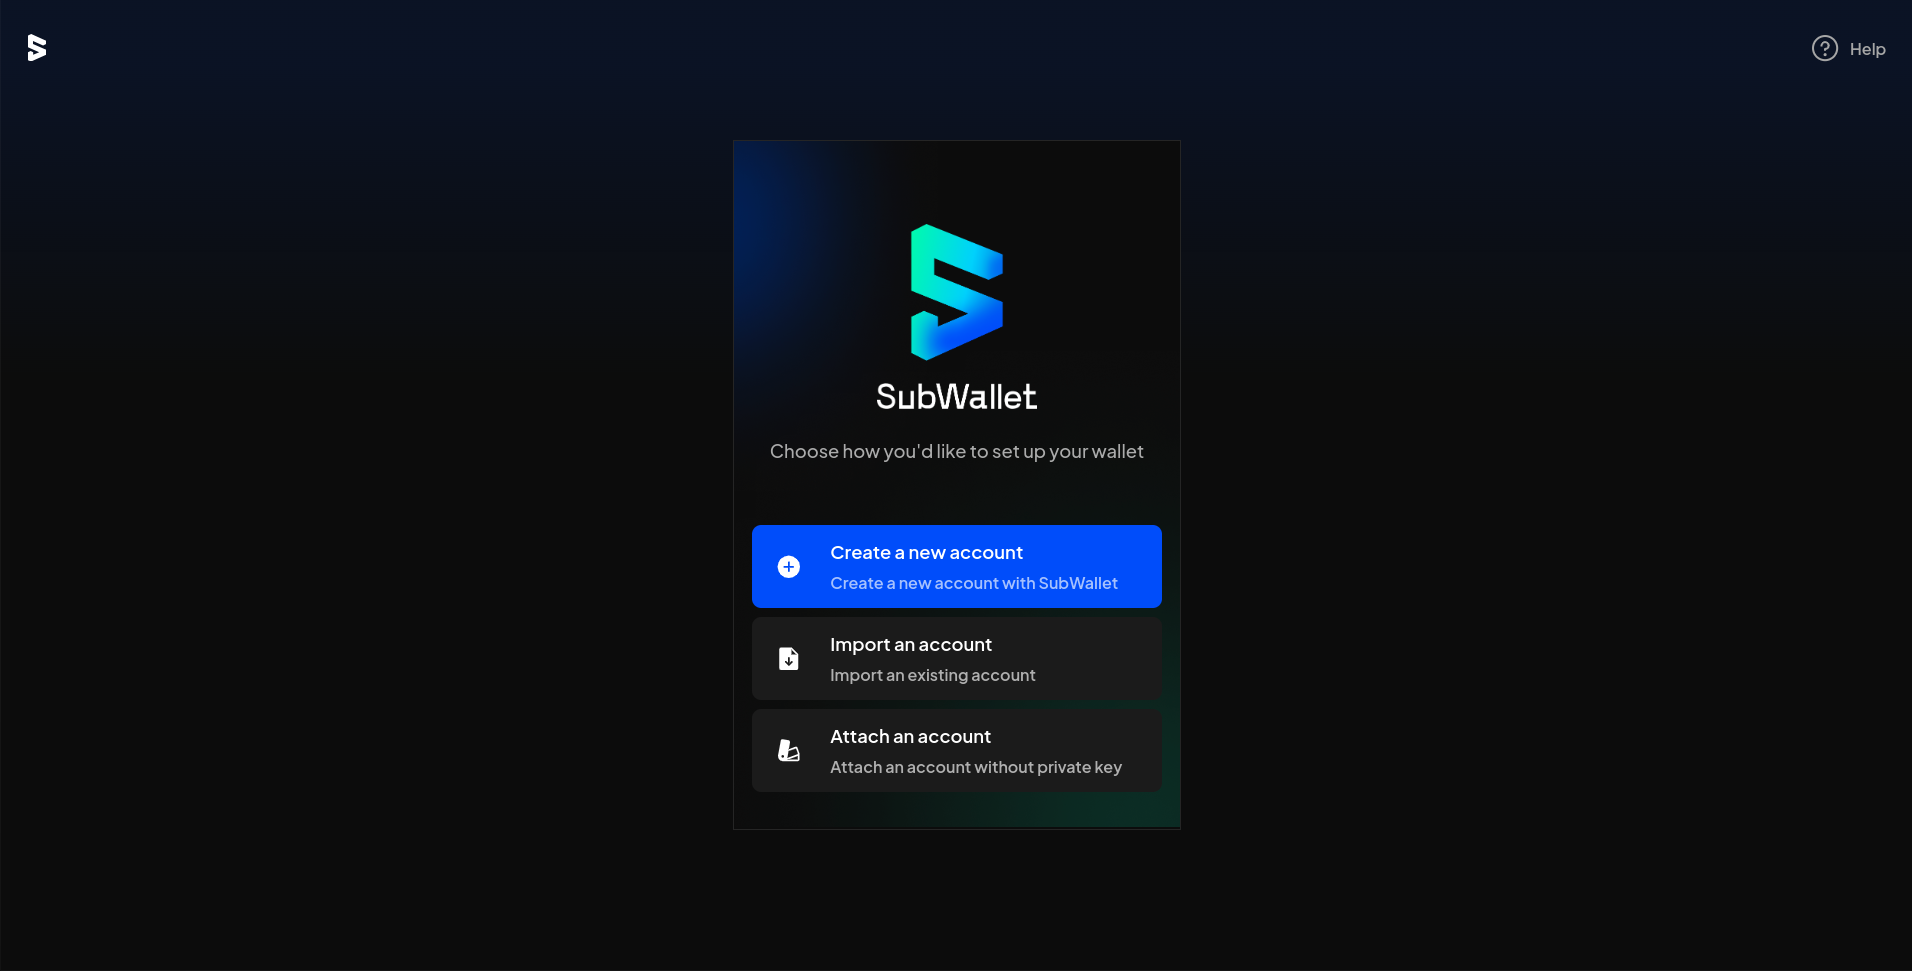 Help
SubWallet
Choose how you'd like to set up your wallet
Create a new account
Create a new account with SubWallet
Import an account
Import an existing account
Attach an account
Attach an account without private key